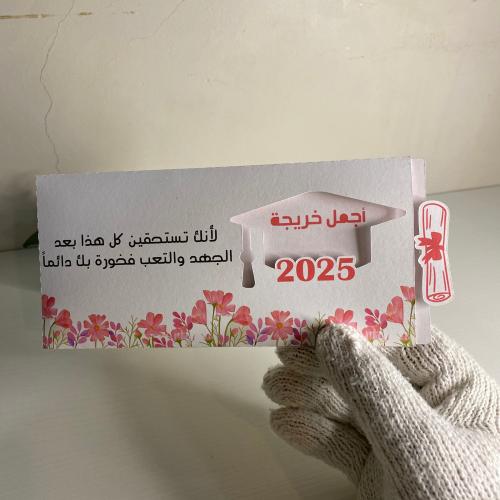 أجمل خريجة
2025
لأنك تستحقين كل هذا بعد
الجهد والتعب فخورة بك دائماً